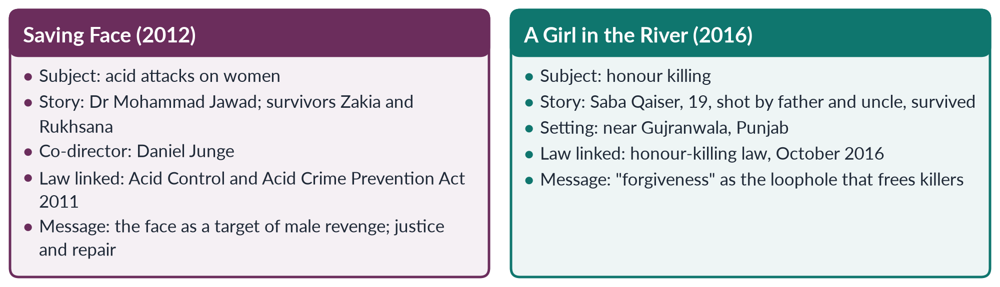 Saving Face (2012)
• Subject: acid attacks on women
• Story: Dr Mohammad Jawad; survivors Zakia and
Rukhsana
• Co-director: Daniel Junge
• Law linked: Acid Control and Acid Crime Prevention Act
2011
• Message: the face as a target of male revenge; justice
and repair
A Girl in the River (2016)
• Subject: honour killing
• Story: Saba Qaiser, 19, shot by father and uncle, survived
• Setting: near Gujranwala, Punjab
• Law linked: honour-killing law, October 2016
• Message: "forgiveness" as the loophole that frees killers